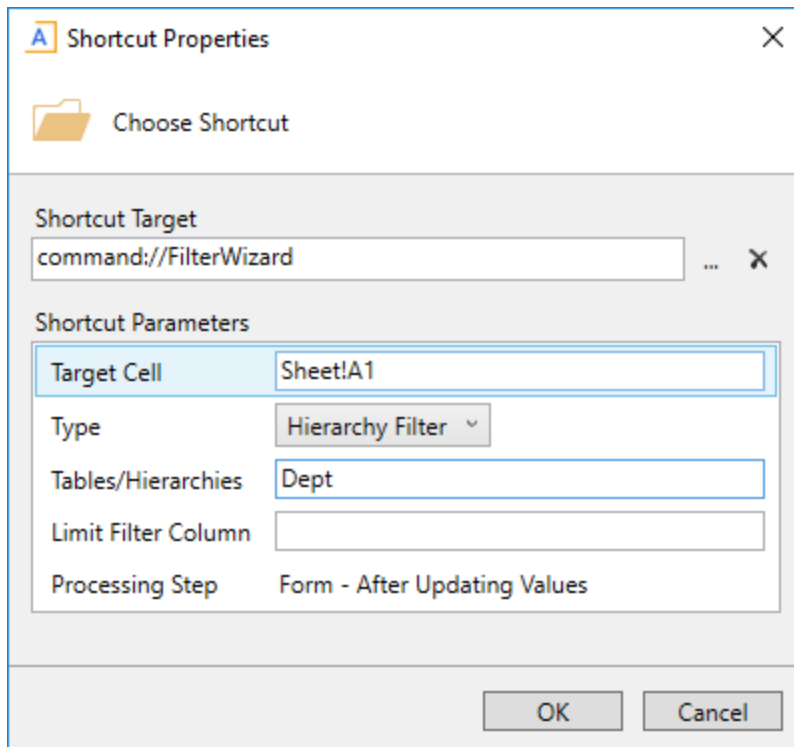 A Shortcut Properties
Choose Shortcut
Shortcut Target
command://FilterWizard
...
Shortcut Parameters
Target Cell Sheet!A1
Type Hierarchy Filter
Tables/Hierarchies Dept
Limit Filter Column
Processing Step Form - After Updating Values
OK Cancel